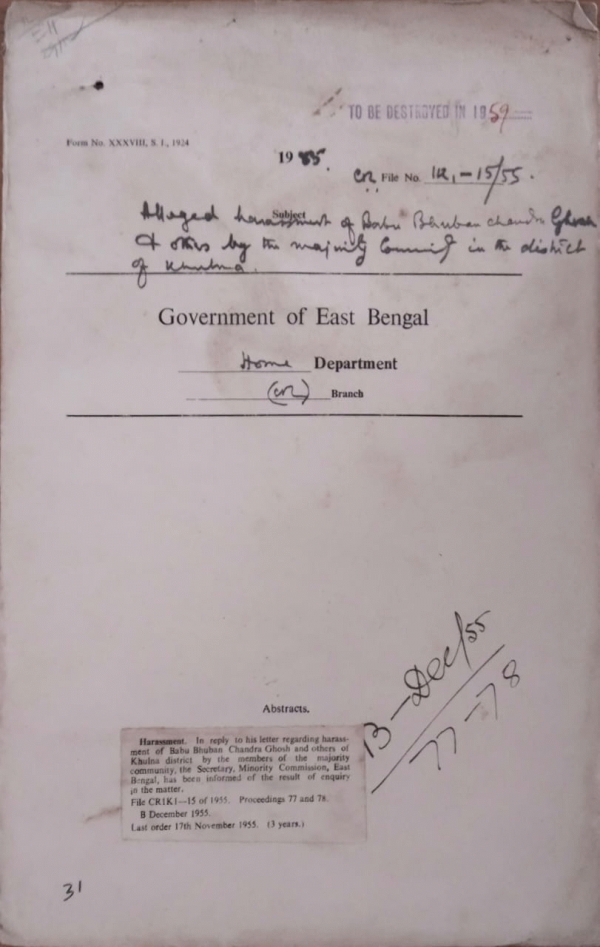 TO BE DESTROYED IN 1959
Form No. XXXVIII, S. I., 1924
1955.
CR File No. 1K1-15/55.
Subject
Alleged harassment of Babu Bhuban Chandra Ghosh
& others by the majority Community in the district
of Khulna.
Government of East Bengal
Home Department
(CR) Branch
B-Dec/55
77-78
Abstracts.
Harassment. In reply to his letter regarding harass-
ment of Babu Bhuban Chandra Ghosh and others of
Khulna district by the members of the majority
community, the Secretary, Minority Commission, East
Bengal, has been informed of the result of enquiry
in the matter.
File CR1K1—15 of 1955. Proceedings 77 and 78.
B December 1955.
Last order 17th November 1955. (3 years.)
31